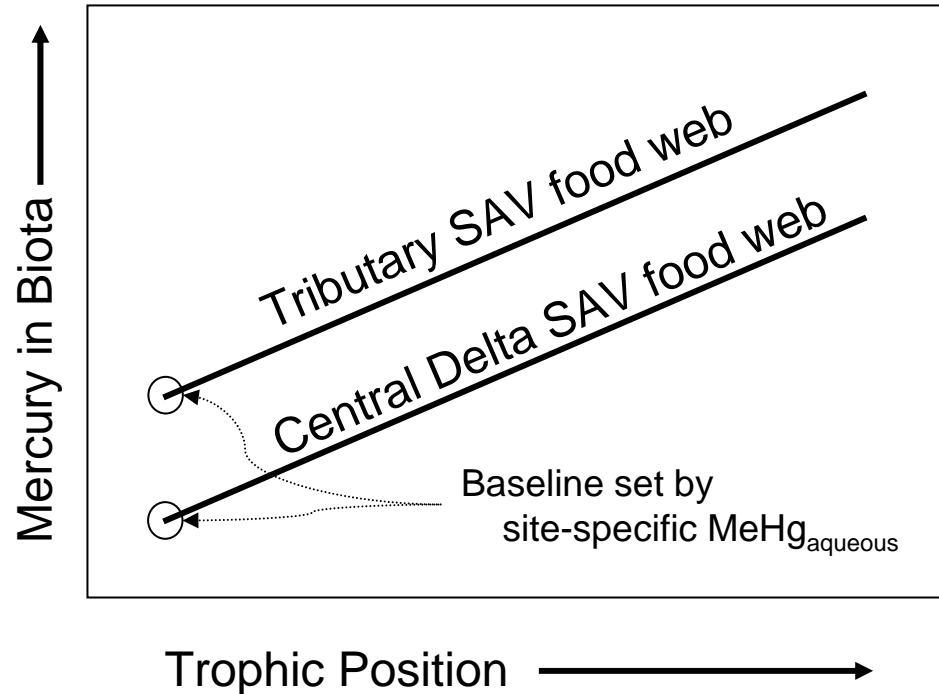 Mercury in Biota
Tributary SAV food web
Central Delta SAV food web
Baseline set by
site-specific MeHgaqueous
Trophic Position